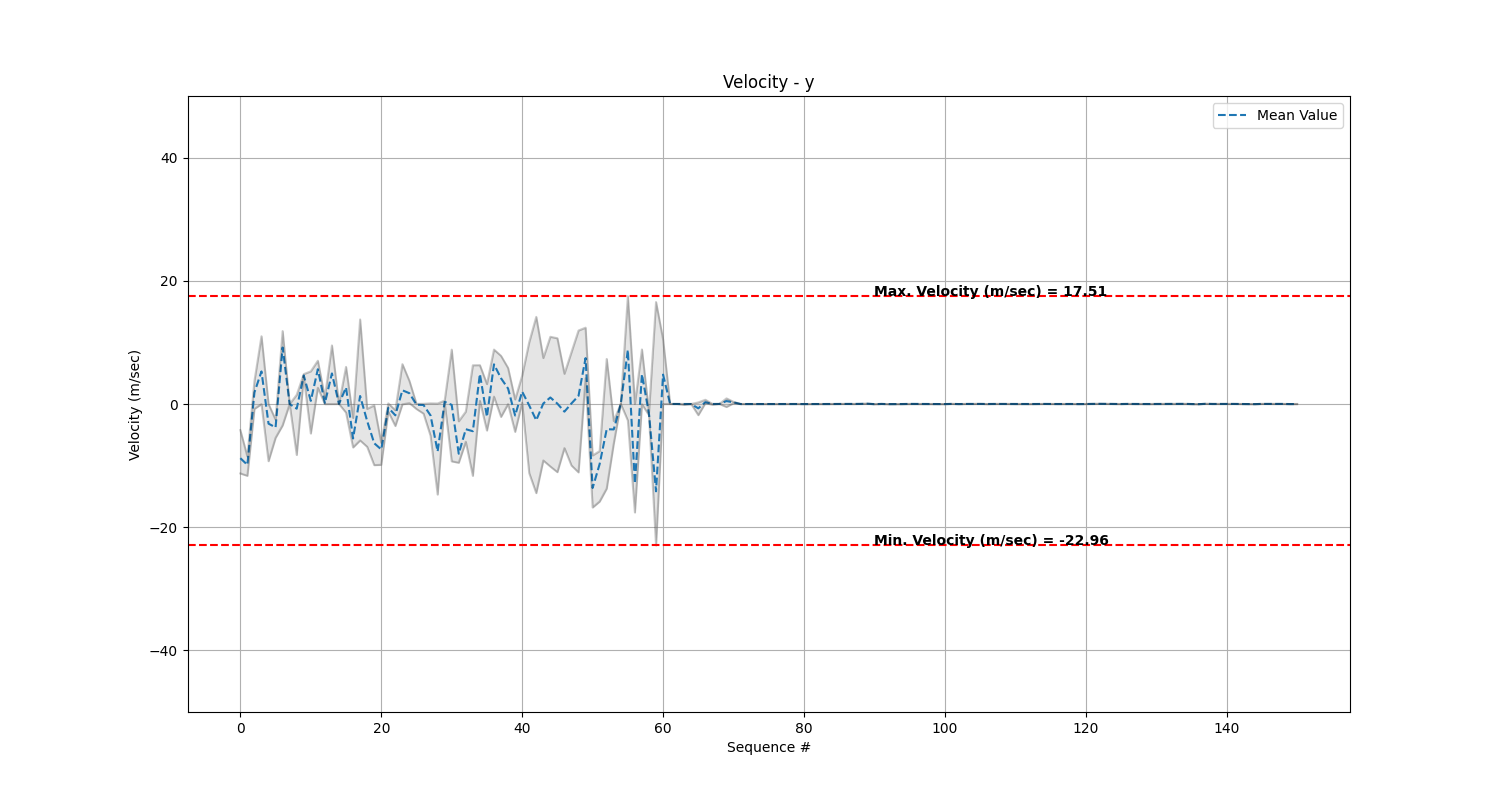 Velocity - y
Mean Value
40
20
0
−20
−40
Velocity (m/sec)
Max. Velocity (m/sec) = 17.51
Min. Velocity (m/sec) = -22.96
0 20 40 60 80 100 120 140
Sequence #